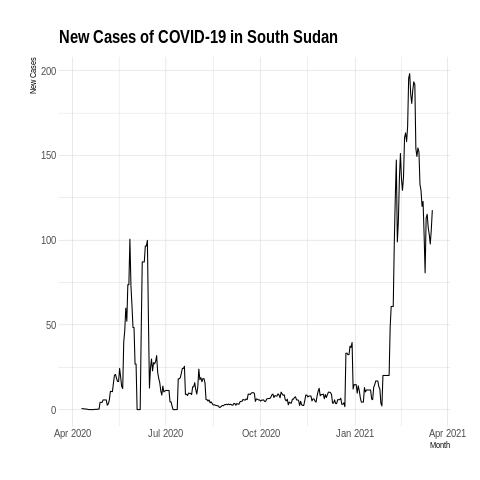 New Cases of COVID-19 in South Sudan
New Cases
200
150
100
50
0
Apr 2020
Jul 2020
Oct 2020
Jan 2021
Apr 2021
Month